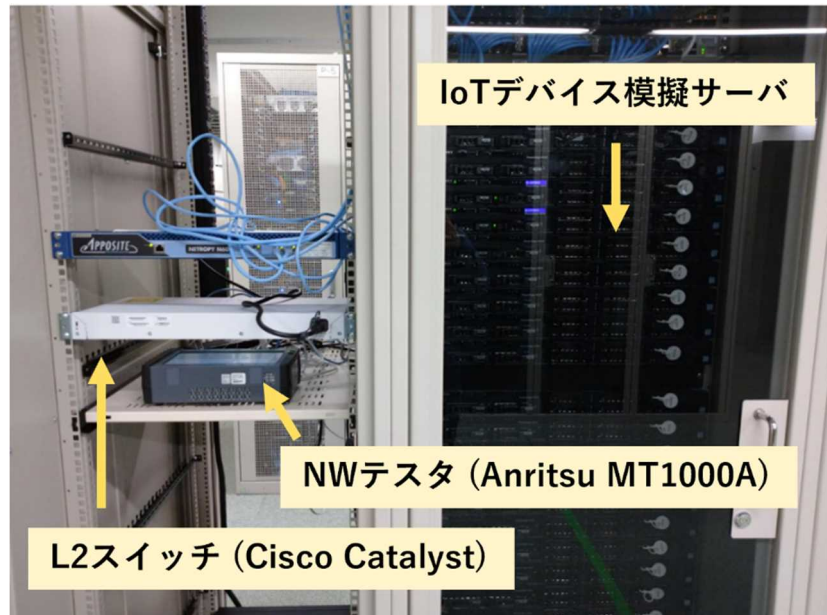 IoTデバイス模擬サーバ
APPOSITE
NWテスタ (Anritsu MT1000A)
L2スイッチ (Cisco Catalyst)